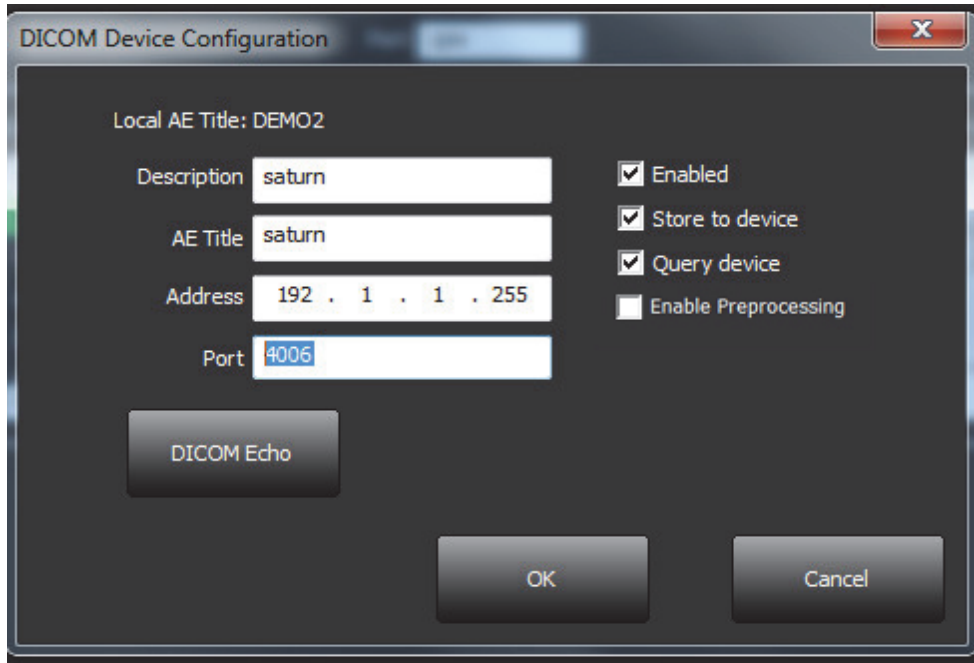 DICOM Device Configuration
Local AE Title: DEMO2
Description saturn
AE Title saturn
Address 192 . 1 . 1 . 255
Port 4006
Enabled
Store to device
Query device
Enable Preprocessing
DICOM Echo
OK
Cancel